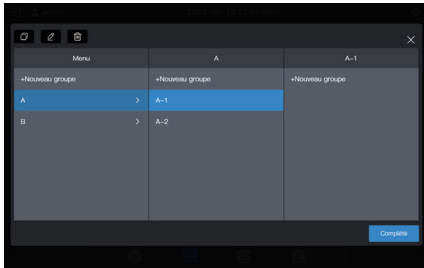 Menu A A-1
+Nouveau groupe +Nouveau groupe +Nouveau groupe
A > A-1
B > A-2
Complété